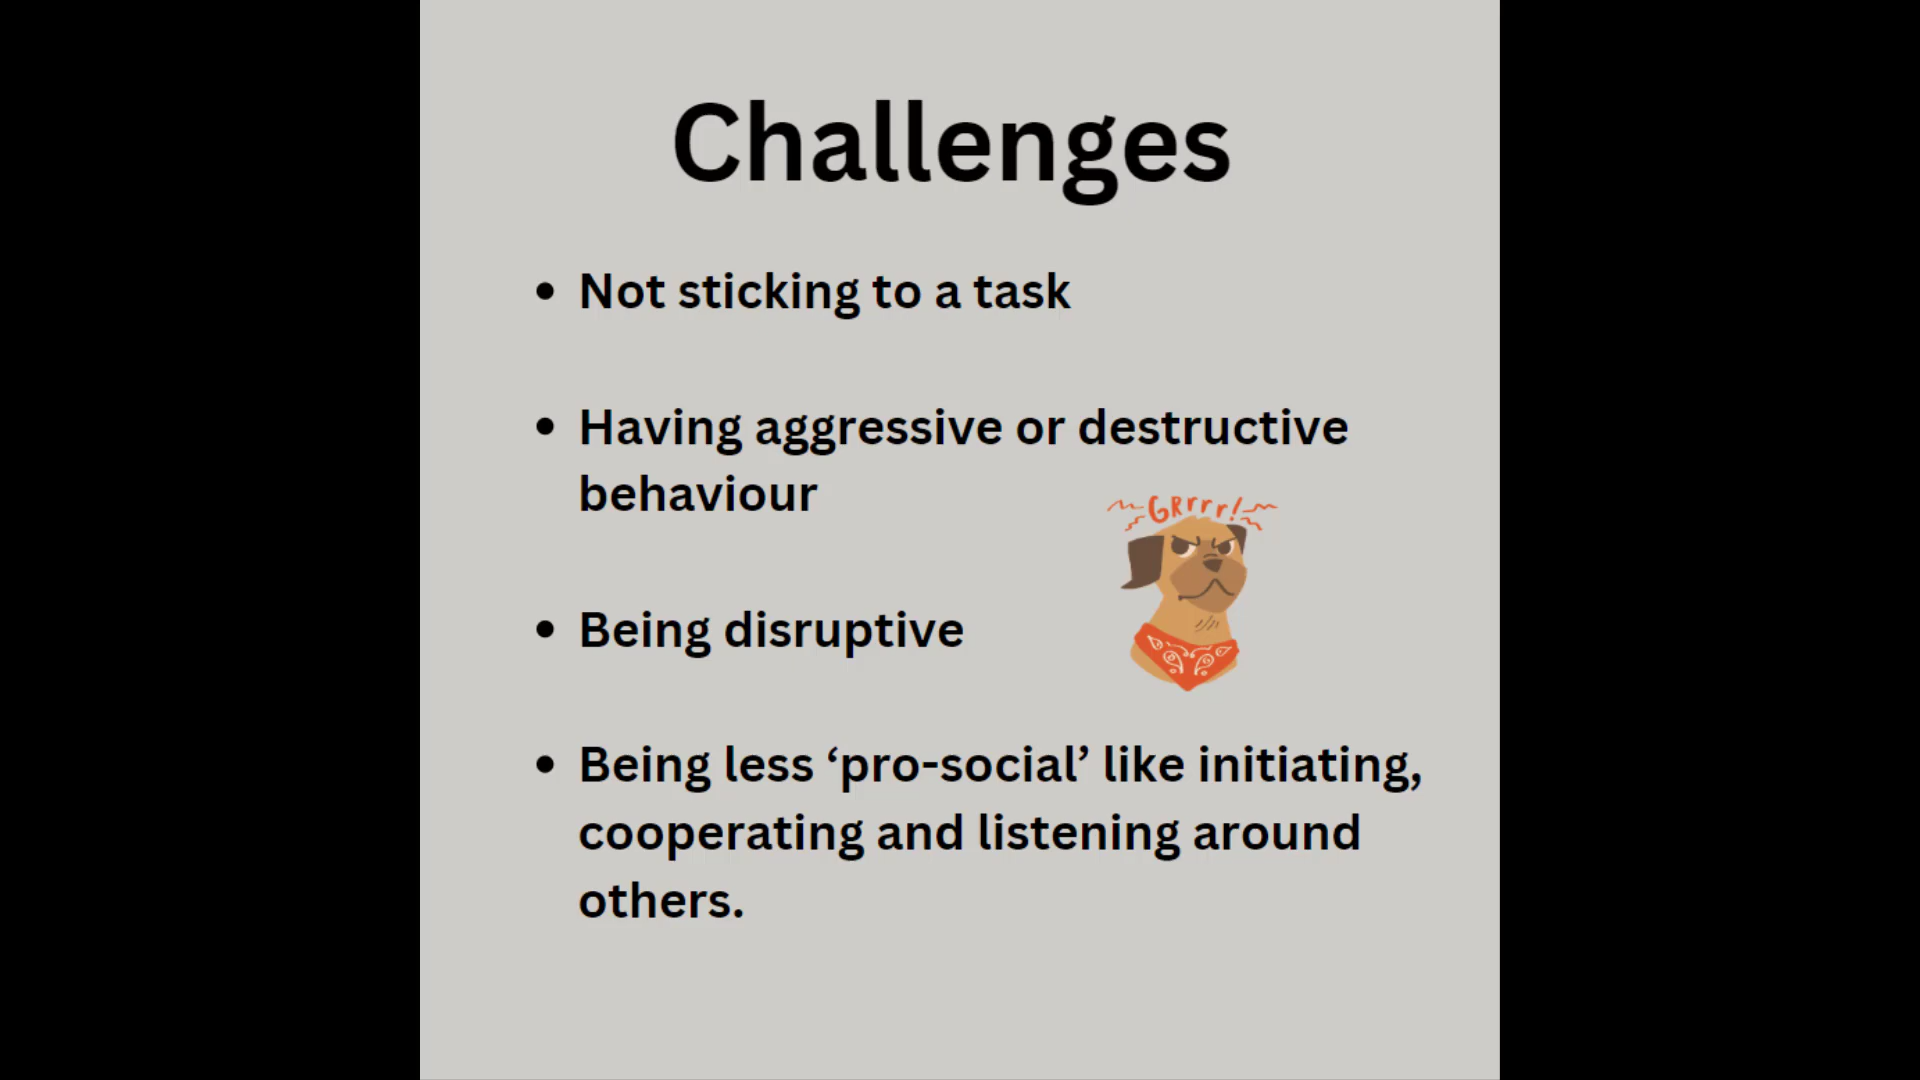 Challenges
• Not sticking to a task
• Having aggressive or destructive
behaviour
GRrrr!
• Being disruptive
• Being less ‘pro-social’ like initiating,
cooperating and listening around
others.